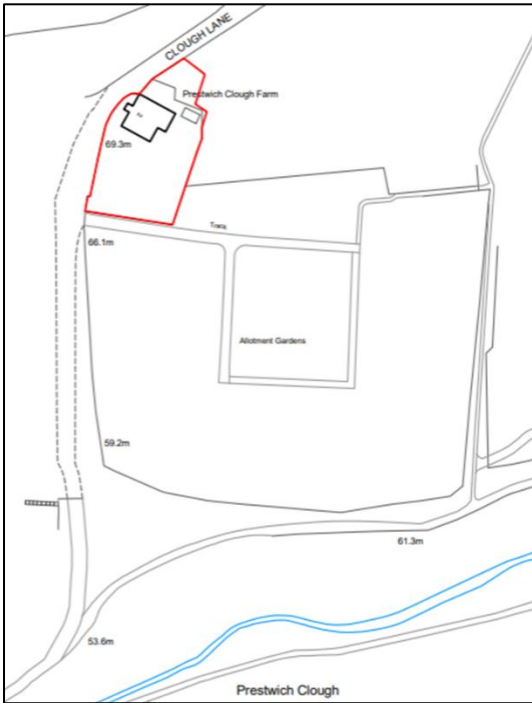 CLOUGH LANE
Prestwich Clough Farm
69.3m
Track
66.1m
Allotment Gardens
59.2m
61.3m
53.6m
Prestwich Clough